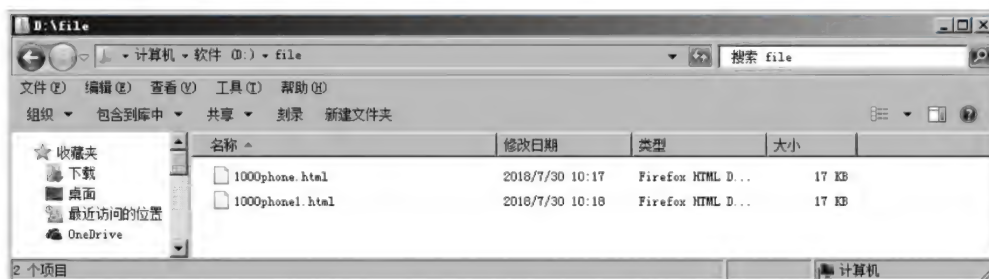 D:\file
计算机 软件 (D:) file 搜索 file
文件(F) 编辑(E) 查看(V) 工具(T) 帮助(H)
组织 包含到库中 共享 刻录 新建文件夹
收藏夹
下载
桌面
最近访问的位置
OneDrive
名称 修改日期 类型 大小
1000phone.html 2018/7/30 10:17 Firefox HTML D... 17 KB
1000phone1.html 2018/7/30 10:18 Firefox HTML D... 17 KB
2 个项目 计算机